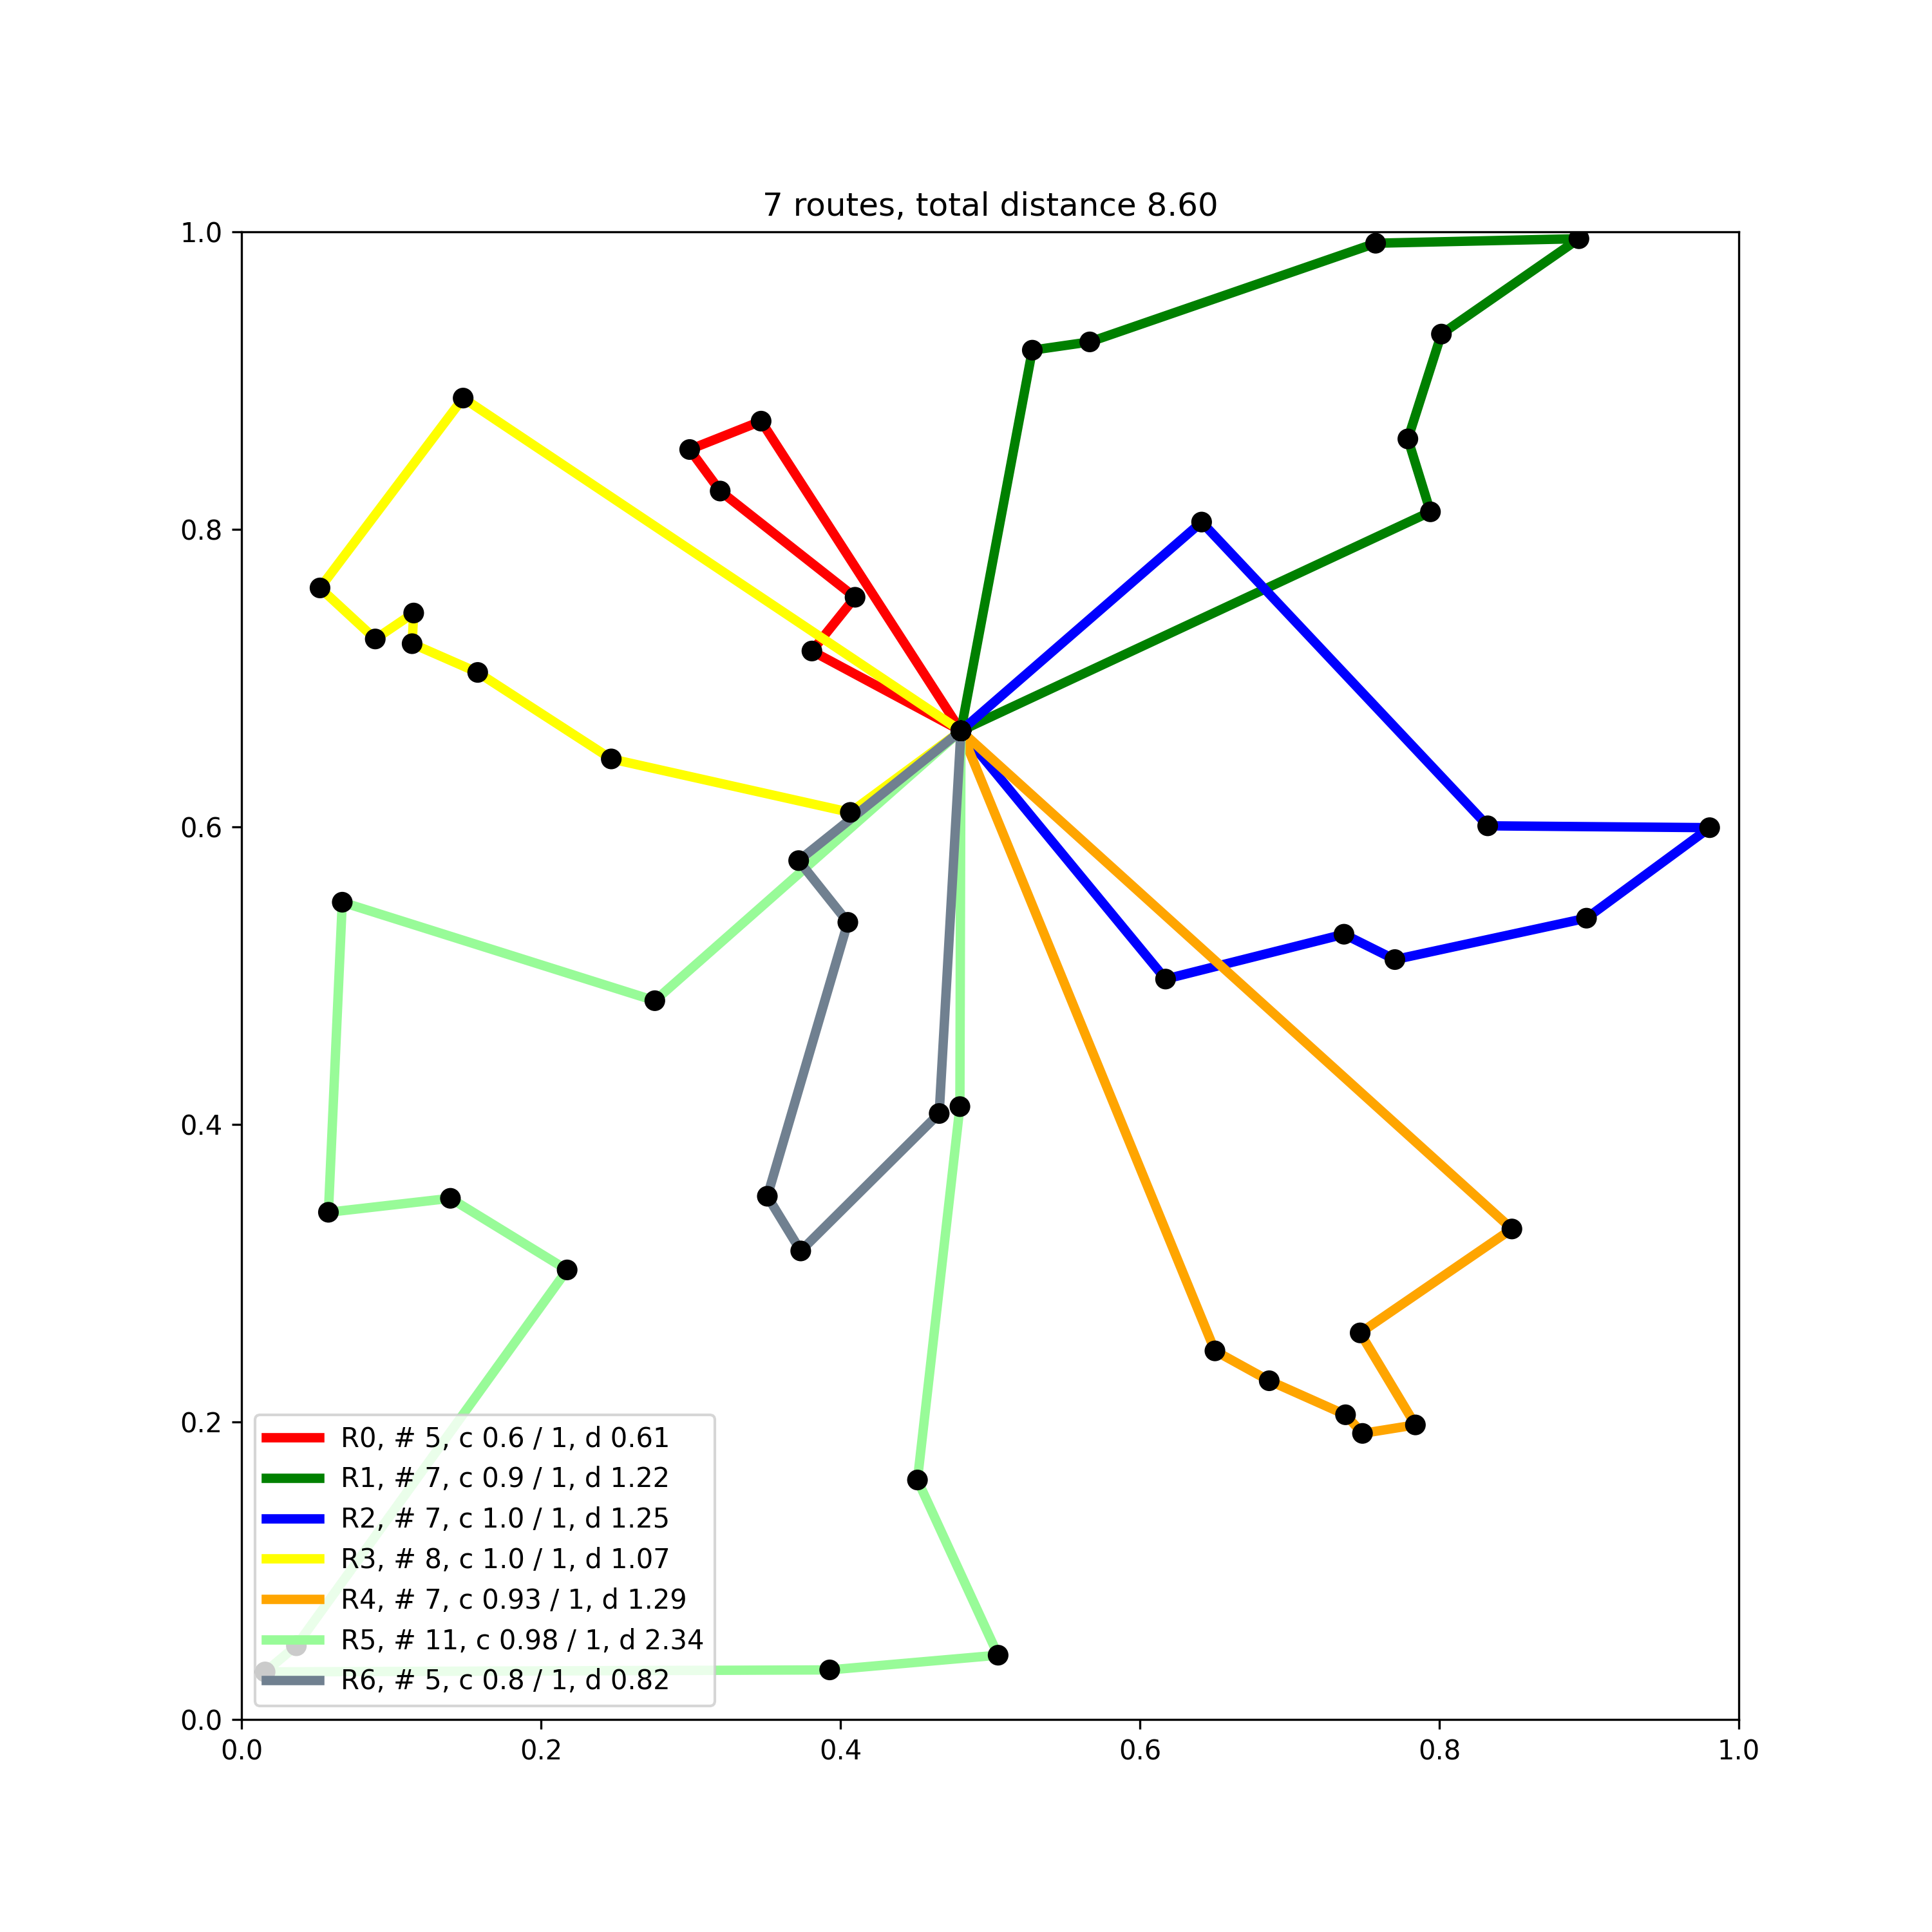 7 routes, total distance 8.60
1.0
0.8
0.6
0.4
0.2
0.0
R0, # 5, c 0.6 / 1, d 0.61
R1, # 7, c 0.9 / 1, d 1.22
R2, # 7, c 1.0 / 1, d 1.25
R3, # 8, c 1.0 / 1, d 1.07
R4, # 7, c 0.93 / 1, d 1.29
R5, # 11, c 0.98 / 1, d 2.34
R6, # 5, c 0.8 / 1, d 0.82
0.0 0.2 0.4 0.6 0.8 1.0